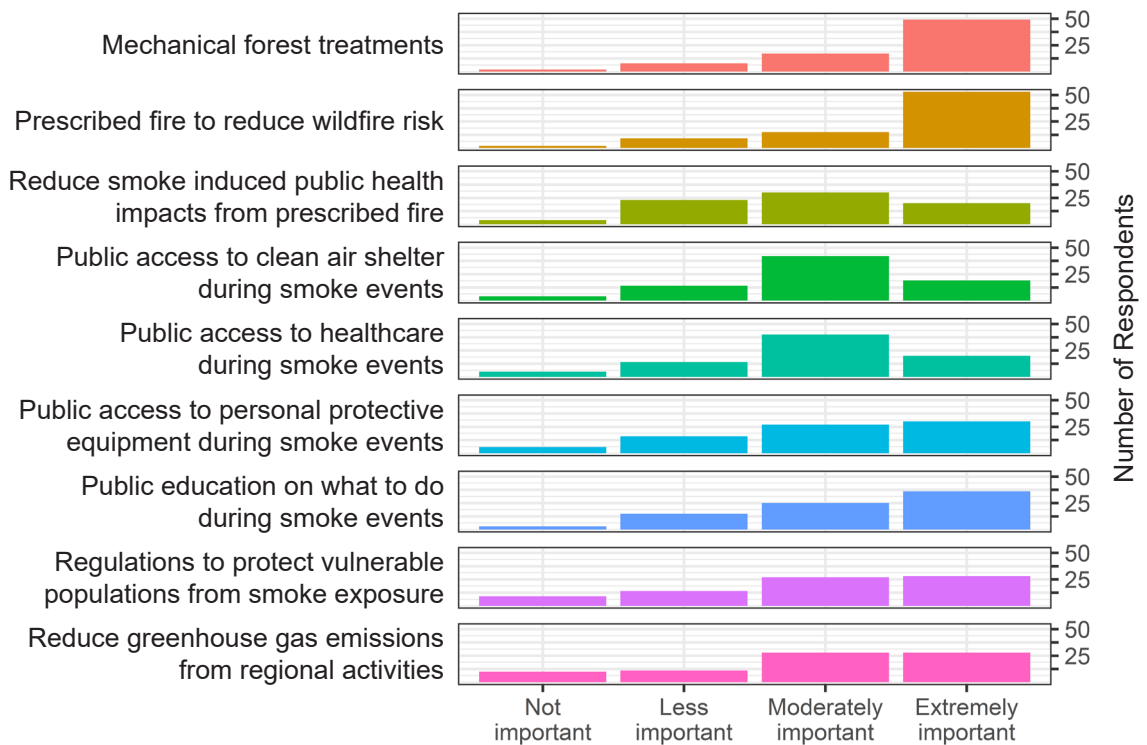 Mechanical forest treatments
50
25
Prescribed fire to reduce wildfire risk
50
25
Reduce smoke induced public health
impacts from prescribed fire
50
25
Public access to clean air shelter
during smoke events
50
25
Public access to healthcare
during smoke events
50
25
Public access to personal protective
equipment during smoke events
50
25
Public education on what to do
during smoke events
50
25
Regulations to protect vulnerable
populations from smoke exposure
50
25
Reduce greenhouse gas emissions
from regional activities
50
25
Number of Respondents
Not
important
Less
important
Moderately
important
Extremely
important